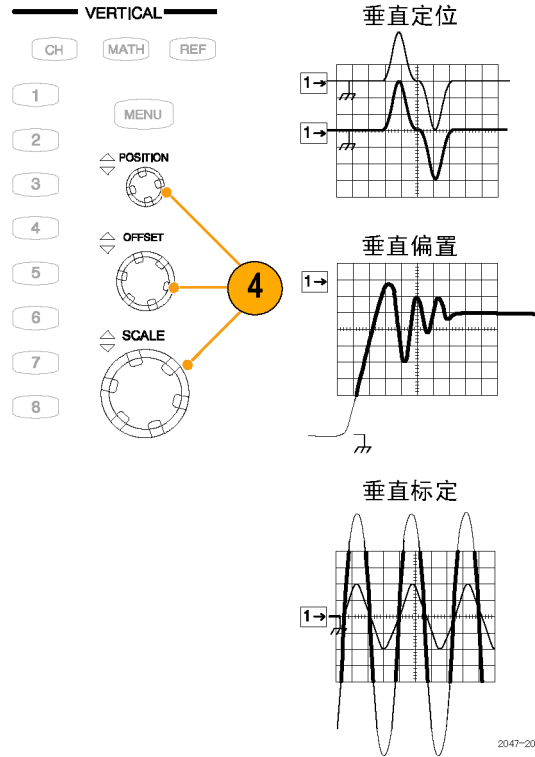 VERTICAL
CH MATH REF
1
MENU
2
POSITION
3
4
OFFSET
5
6
SCALE
7
8
4
垂直定位
1→
1→
垂直偏置
1→
垂直标定
1→
2047-20